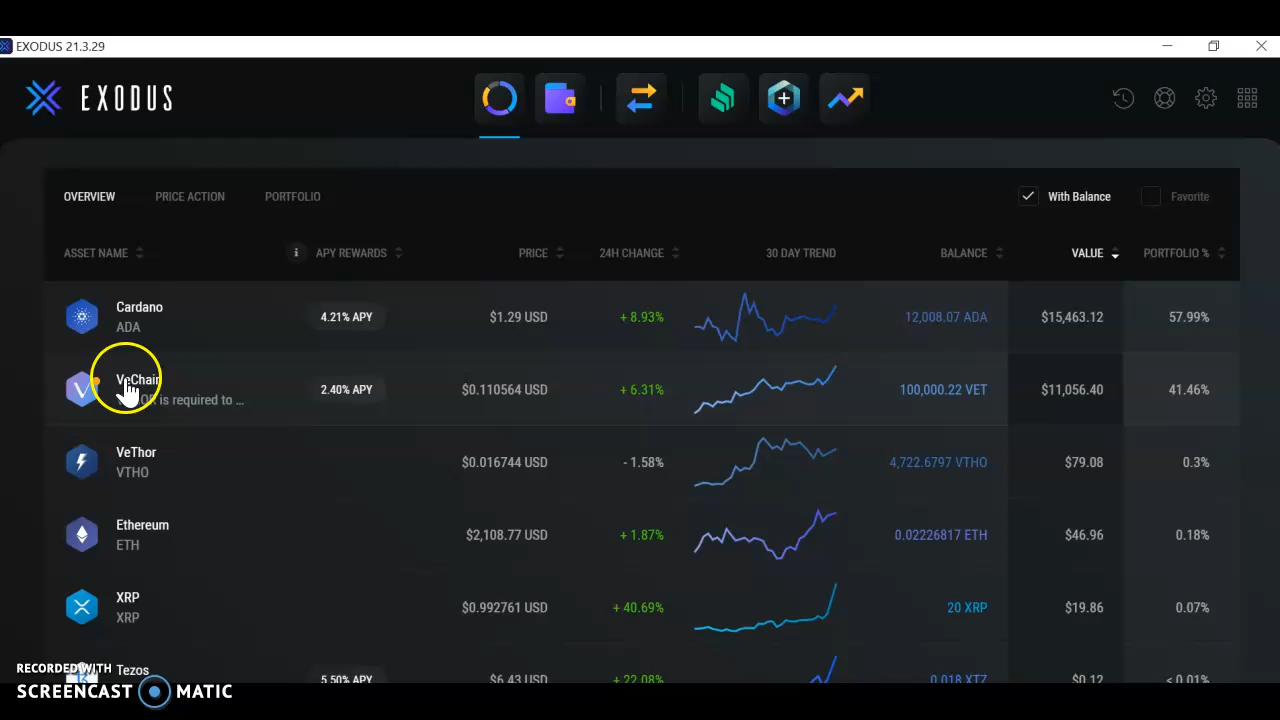 EXODUS 21.3.29
EXODUS
OVERVIEW PRICE ACTION PORTFOLIO With Balance Favorite
ASSET NAME i APY REWARDS PRICE 24H CHANGE 30 DAY TREND BALANCE VALUE PORTFOLIO %
Cardano
ADA
4.21% APY $1.29 USD + 8.93% 12,008.07 ADA $15,463.12 57.99%
VeChain
is required to ...
2.40% APY $0.110564 USD + 6.31% 100,000.22 VET $11,056.40 41.46%
VeThor
VTHO
$0.016744 USD - 1.58% 4,722.6797 VTHO $79.08 0.3%
Ethereum
ETH
$2,108.77 USD + 1.87% 0.02226817 ETH $46.96 0.18%
XRP
XRP
$0.992761 USD + 40.69% 20 XRP $19.86 0.07%
Tezos
5.50% APY $6.43 USD + 22.08% 0.018 XTZ $0.12 < 0.01%
RECORDED WITH
SCREENCAST MATIC